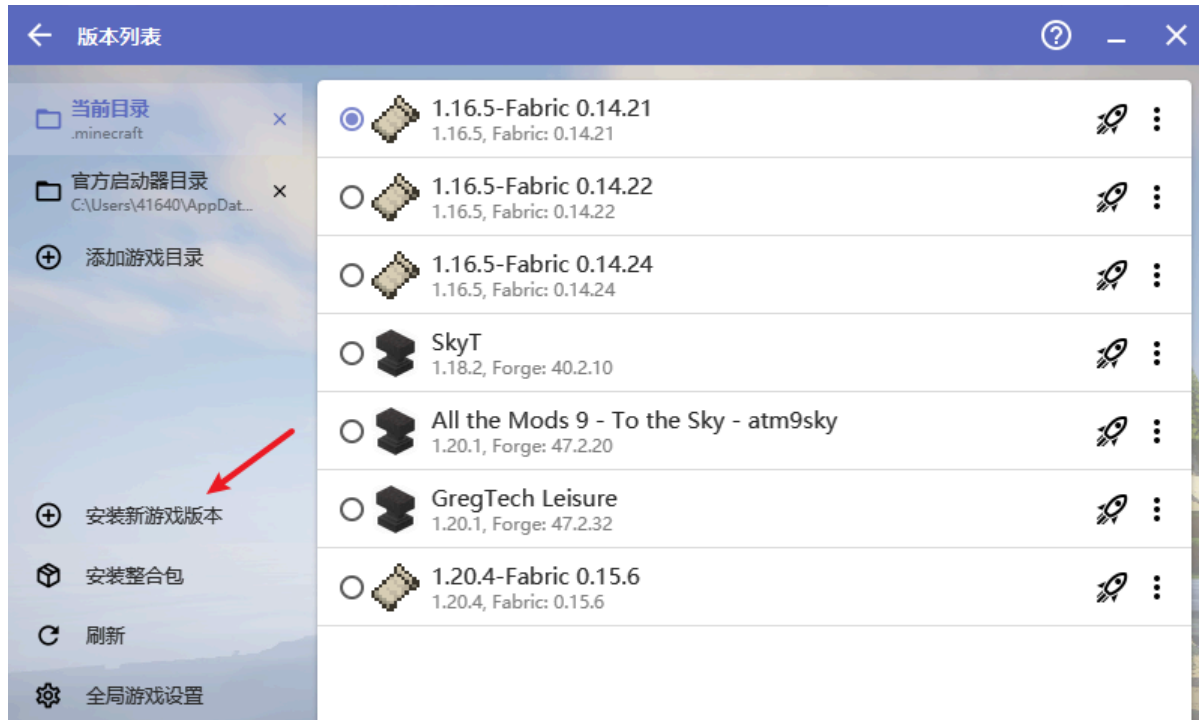 版本列表
当前目录
.minecraft
官方启动器目录
C:\Users\41640\AppDat...
添加游戏目录
安装新游戏版本
安装整合包
刷新
全局游戏设置
1.16.5-Fabric 0.14.21
1.16.5, Fabric: 0.14.21
1.16.5-Fabric 0.14.22
1.16.5, Fabric: 0.14.22
1.16.5-Fabric 0.14.24
1.16.5, Fabric: 0.14.24
SkyT
1.18.2, Forge: 40.2.10
All the Mods 9 - To the Sky - atm9sky
1.20.1, Forge: 47.2.20
GregTech Leisure
1.20.1, Forge: 47.2.32
1.20.4-Fabric 0.15.6
1.20.4, Fabric: 0.15.6